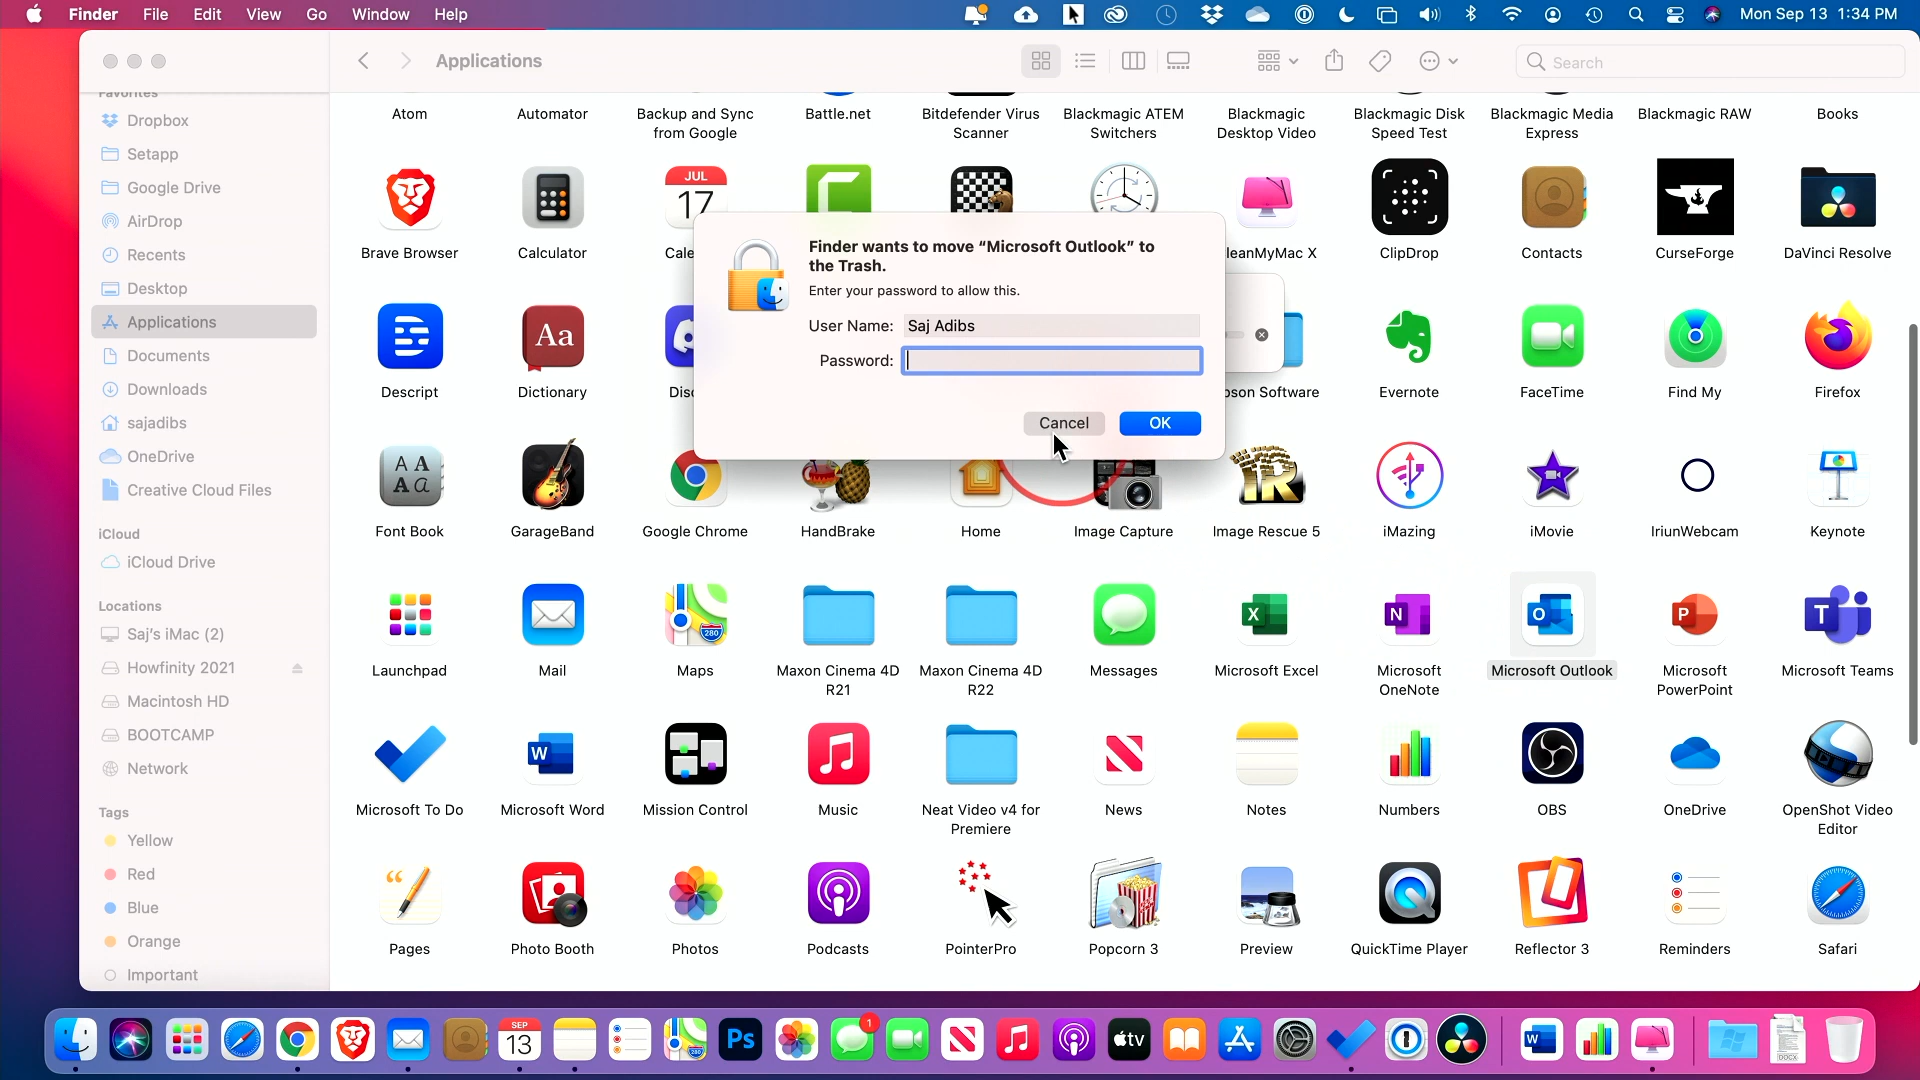 Finder File Edit View Go Window Help
Mon Sep 13 1:34 PM
Applications
Search
Favorites
Dropbox
Setapp
Google Drive
AirDrop
Recents
Desktop
Applications
Documents
Downloads
sajadibs
OneDrive
Creative Cloud Files
iCloud
iCloud Drive
Locations
Saj's iMac (2)
Howfinity 2021
Macintosh HD
BOOTCAMP
Network
Tags
Yellow
Red
Blue
Orange
Important
Atom
Automator
Backup and Sync
from Google
Battle.net
Bitdefender Virus
Scanner
Blackmagic ATEM
Switchers
Blackmagic
Desktop Video
Blackmagic Disk
Speed Test
Blackmagic Media
Express
Blackmagic RAW
Books
JUL
17
Brave Browser
Calculator
Cale
leanMyMac X
ClipDrop
Contacts
CurseForge
DaVinci Resolve
Finder wants to move “Microsoft Outlook” to
the Trash.
Enter your password to allow this.
User Name: Saj Adibs
Password:
Cancel
OK
Aa
Descript
Dictionary
Disc
pson Software
Evernote
FaceTime
Find My
Firefox
A A
A a
Font Book
GarageBand
Google Chrome
HandBrake
Home
Image Capture
iR
Image Rescue 5
iMazing
iMovie
IriunWebcam
Keynote
280
X
N
O
P
T
Launchpad
Mail
Maps
Maxon Cinema 4D
R21
Maxon Cinema 4D
R22
Messages
Microsoft Excel
Microsoft
OneNote
Microsoft Outlook
Microsoft
PowerPoint
Microsoft Teams
W
Microsoft To Do
Microsoft Word
Mission Control
Music
Neat Video v4 for
Premiere
News
Notes
Numbers
OBS
OneDrive
OpenShot Video
Editor
Pages
Photo Booth
Photos
Podcasts
PointerPro
Popcorn 3
Preview
QuickTime Player
Reflector 3
Reminders
Safari
SEP
13
280
Ps
1
tv
W
DOCX